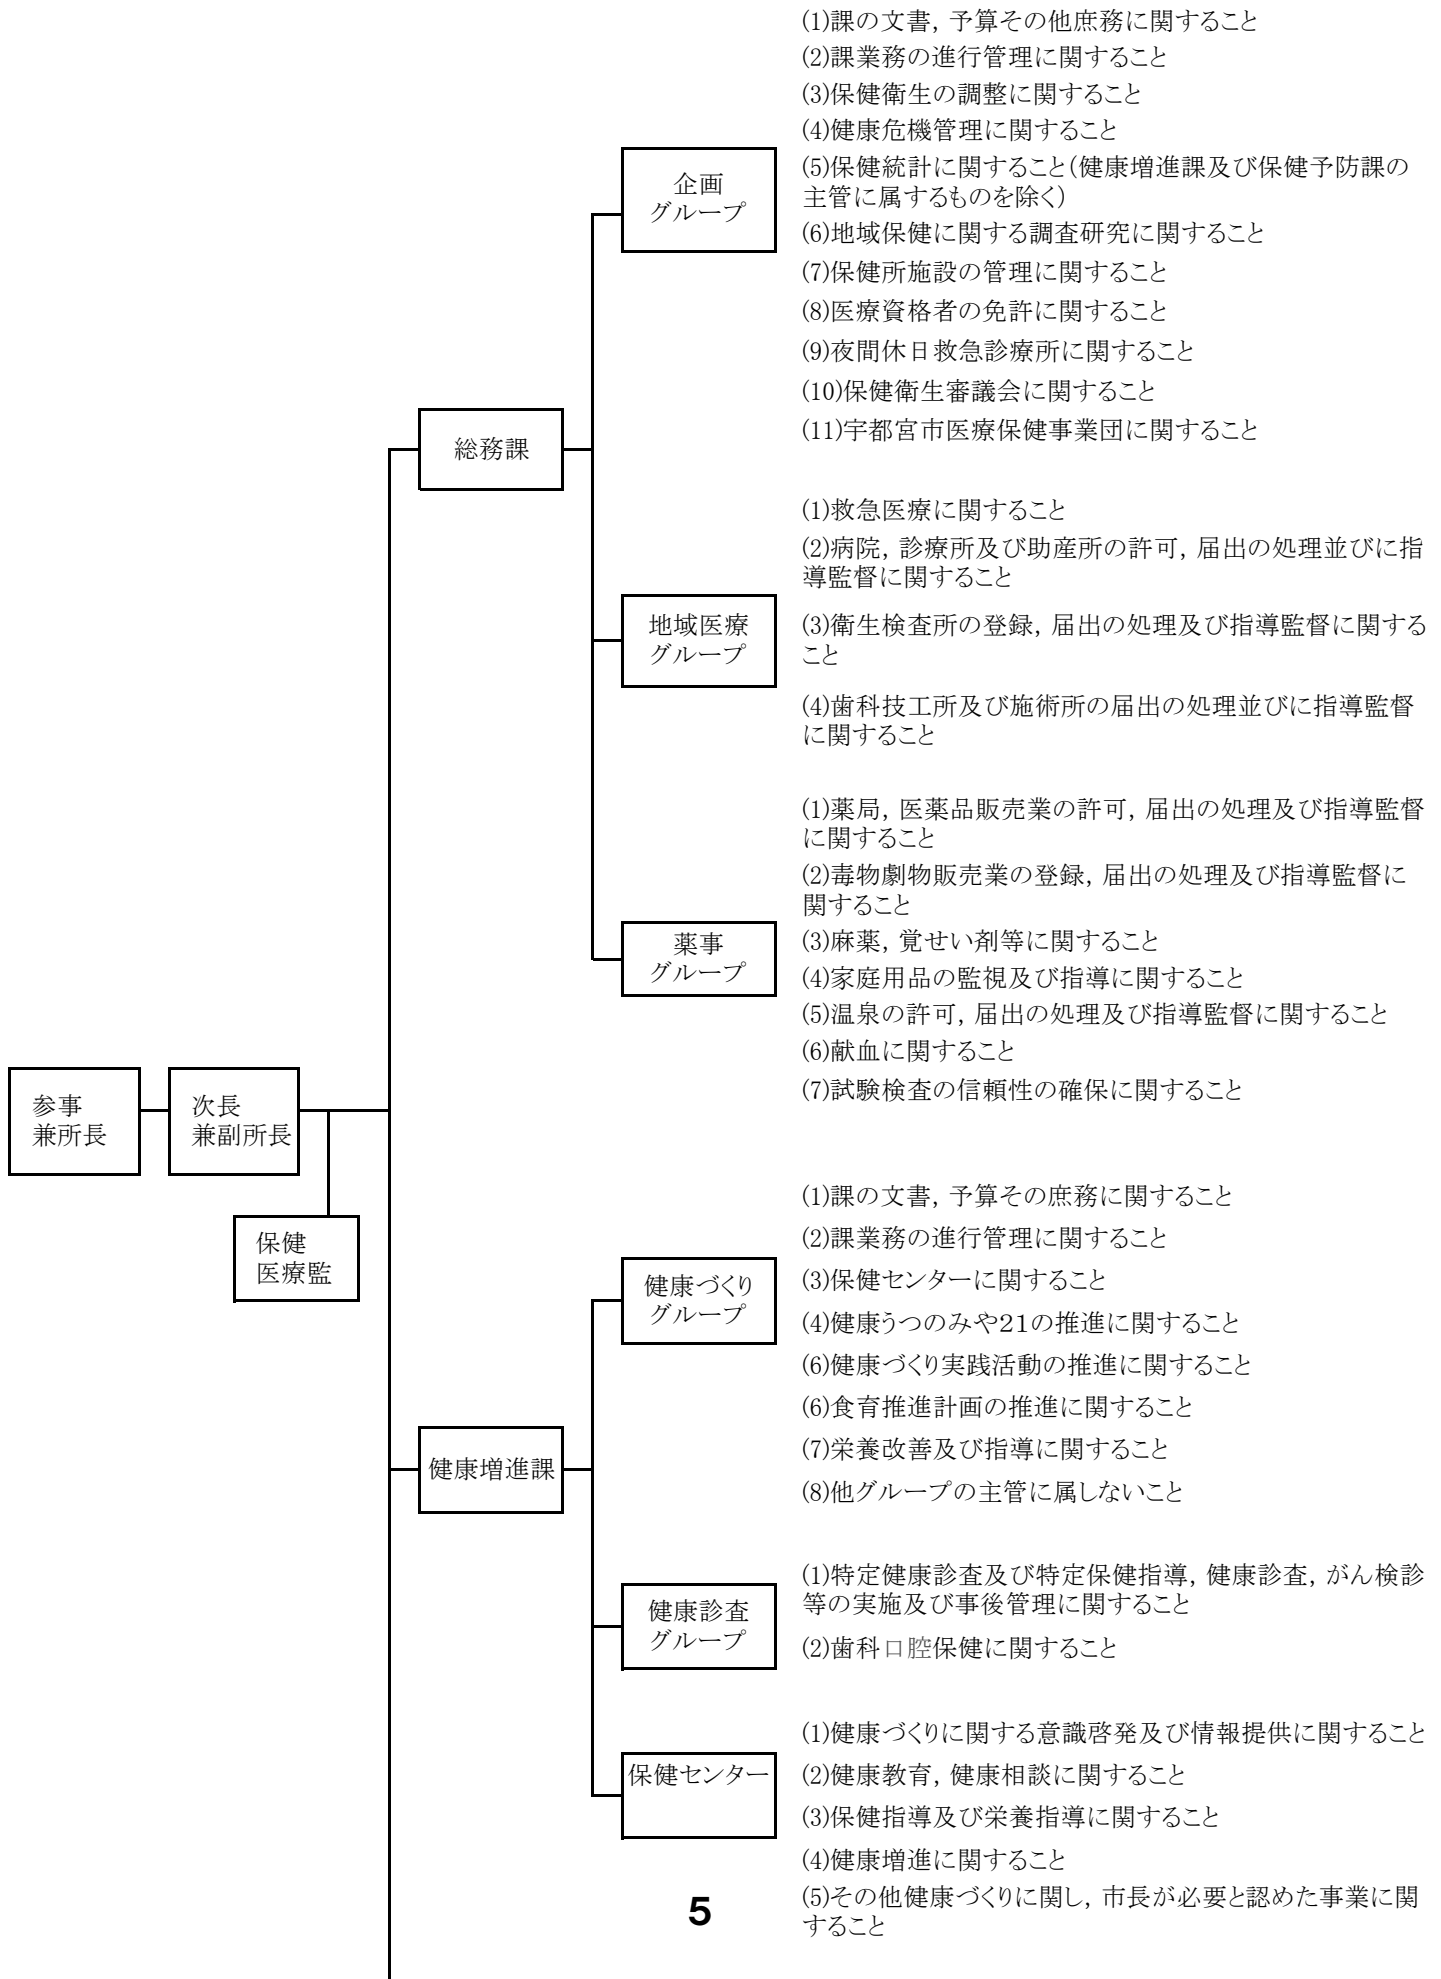 (1)課の文書，予算その他庶務に関すること
(2)課業務の進行管理に関すること
(3)保健衛生の調整に関すること
(4)健康危機管理に関すること
企画
グループ
(5)保健統計に関すること（健康増進課及び保健予防課の
主管に属するものを除く）
(6)地域保健に関する調査研究に関すること
(7)保健所施設の管理に関すること
(8)医療資格者の免許に関すること
(9)夜間休日救急診療所に関すること
(10)保健衛生審議会に関すること
(11)宇都宮市医療保健事業団に関すること
総務課
(1)救急医療に関すること
(2)病院，診療所及び助産所の許可，届出の処理並びに指
導監督に関すること
地域医療
グループ
(3)衛生検査所の登録，届出の処理及び指導監督に関する
こと
(4)歯科技工所及び施術所の届出の処理並びに指導監督
に関すること
(1)薬局，医薬品販売業の許可，届出の処理及び指導監督
に関すること
(2)毒物劇物販売業の登録，届出の処理及び指導監督に
関すること
薬事
グループ
(3)麻薬，覚せい剤等に関すること
(4)家庭用品の監視及び指導に関すること
(5)温泉の許可，届出の処理及び指導監督に関すること
(6)献血に関すること
(7)試験検査の信頼性の確保に関すること
参事
兼所長
次長
兼副所長
保健
医療監
(1)課の文書，予算その庶務に関すること
(2)課業務の進行管理に関すること
健康づくり
グループ
(3)保健センターに関すること
(4)健康うつのみや２１の推進に関すること
(6)健康づくり実践活動の推進に関すること
(6)食育推進計画の推進に関すること
(7)栄養改善及び指導に関すること
(8)他グループの主管に属しないこと
健康増進課
(1)特定健康診査及び特定保健指導，健康診査，がん検診
等の実施及び事後管理に関すること
健康診査
グループ
(2)歯科口腔保健に関すること
(1)健康づくりに関する意識啓発及び情報提供に関すること
保健センター
(2)健康教育，健康相談に関すること
(3)保健指導及び栄養指導に関すること
(4)健康増進に関すること
(5)その他健康づくりに関し，市長が必要と認めた事業に関
すること
5